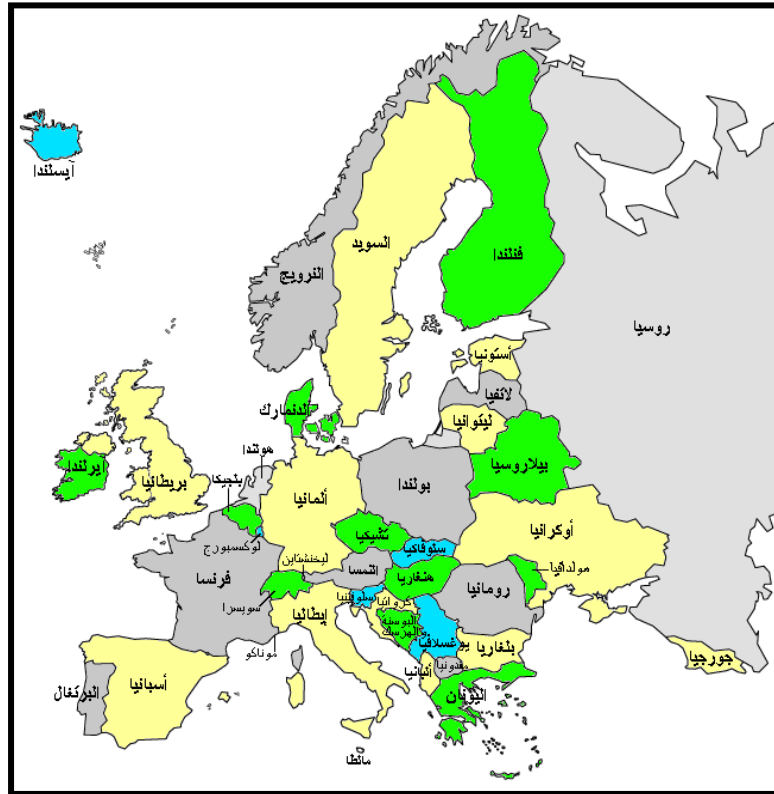 آيسلندا
السويد
فنلندا
النرويج
روسيا
أستونيا
لاتفيا
ليتوانيا
الدنمارك
هولندا
أيرلندا
بريطانيا
بلجيكا
ألمانيا
بولندا
بيلاروسيا
أوكرانيا
تشيكيا
لوكسمبورج
ليخنشتاين
سلوفاكيا
النمسا
مولدافيا
فرنسا
هنغاريا
رومانيا
سويسرا
سلوفينيا
كرواتيا
إيطاليا
البوسنة
والهرسك
يوغسلافيا
بلغاريا
موناكو
جورجيا
مقدونيا
ألبانيا
أسبانيا
البرتغال
اليونان
مالطا